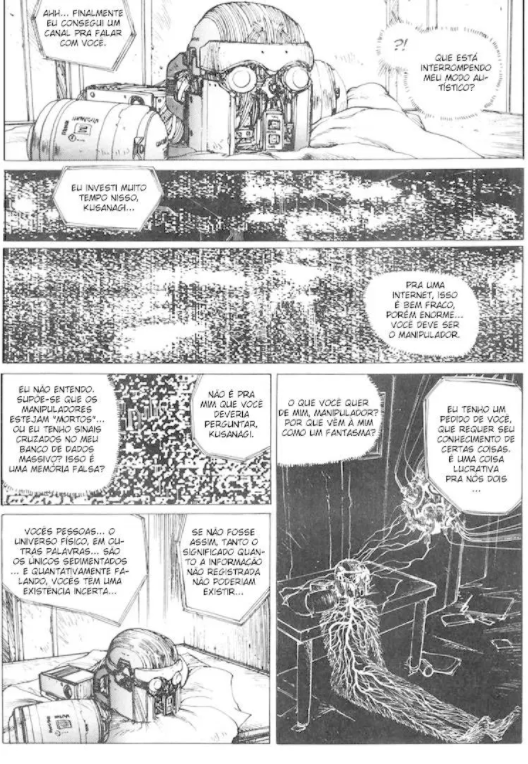 AHH... FINALMENTE
EU CONSEGUI UM
CANAL PRA FALAR
COM VOCE.
?!
QUE ESTÁ
INTERROMPENDO
MEU MODO AU-
TÍSTICO?
EU INVESTI MUITO
TEMPO NISSO,
KUSANAGI...
PRA UMA
INTERNET, ISSO
É BEM FRACO,
PORÉM ENORME...
VOCÊ DEVE SER
O MANIPULADOR.
EU NÃO ENTENDO.
SUPÕE-SE QUE OS
MANIPULADORES
ESTEJAM "MORTOS"...
OU EU TENHO SINAIS
CRUZADOS NO MEU
BANCO DE DADOS
MASSIVO? ISSO É
UMA MEMÓRIA FALSA?
NÃO É PRA
MIM QUE VOCÊ
DEVERIA
PERGUNTAR,
KUSANAGI.
O QUE VOCÊ QUER
DE MIM, MANIPULADOR?
POR QUE VÊM À MIM
COMO UM FANTASMA?
EU TENHO UM
PEDIDO DE VOCÊ,
QUE REQUER SEU
CONHECIMENTO DE
CERTAS COISAS.
É UMA COISA
LUCRATIVA
PRA NÓS DOIS
...
VOCÊS PESSOAS... O
UNIVERSO FÍSICO, EM OU-
TRAS PALAVRAS... SÃO
OS ÚNICOS SEDIMENTADOS
... E QUANTATIVAMENTE FA-
LANDO, VOCÊS TEM UMA
EXISTENCIA INCERTA...
SE NÃO FOSSE
ASSIM, TANTO O
SIGNIFICADO QUAN-
TO A INFORMAÇÃO
NÃO REGISTRADA
NÃO PODERIAM
EXISTIR...